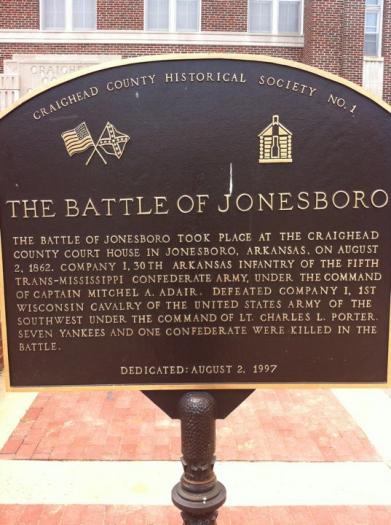 CRAIGHEAD
CRAIGHEAD COUNTY HISTORICAL SOCIETY NO. 1
THE BATTLE OF JONESBORO
THE BATTLE OF JONESBORO TOOK PLACE AT THE CRAIGHEAD
COUNTY COURT HOUSE IN JONESBORO, ARKANSAS, ON AUGUST
2, 1862. COMPANY I, 30TH ARKANSAS INFANTRY OF THE FIFTH
TRANS-MISSISSIPPI CONFEDERATE ARMY, UNDER THE COMMAND
OF CAPTAIN MITCHEL A. ADAIR. DEFEATED COMPANY I, 1ST
WISCONSIN CAVALRY OF THE UNITED STATES ARMY OF THE
SOUTHWEST UNDER THE COMMAND OF LT. CHARLES L. PORTER.
SEVEN YANKEES AND ONE CONFEDERATE WERE KILLED IN THE
BATTLE.
DEDICATED: AUGUST 2, 1997